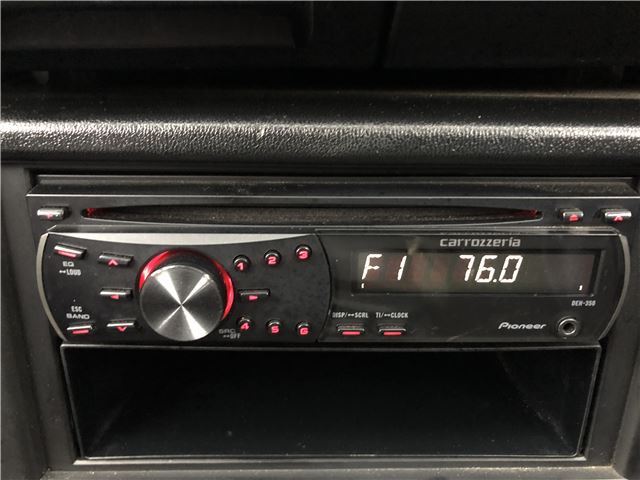 carrozzeria
F1 76.0
1
DEH-350
Pioneer
EQ
↔LOUD
ESC
BAND
SRC
↔OFF
1 2 3
4 5 6
DISP/↔SCRL TI/↔CLOCK